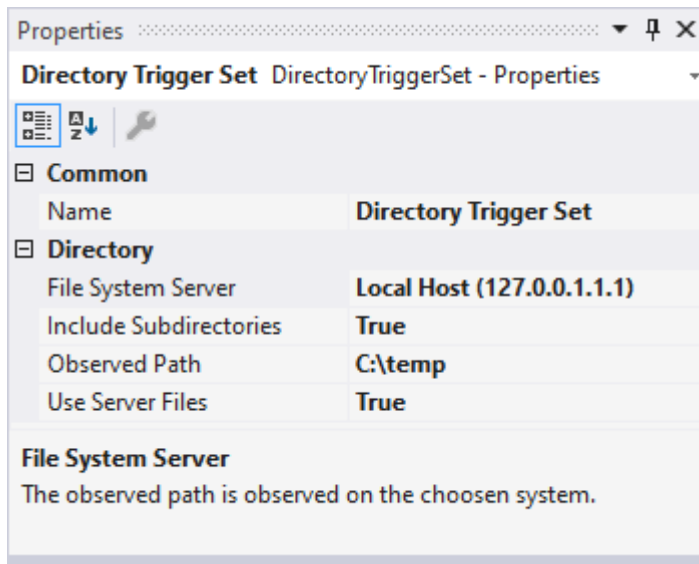 Properties
Directory Trigger Set DirectoryTriggerSet - Properties
Common
Name Directory Trigger Set
Directory
File System Server Local Host (127.0.0.1.1.1)
Include Subdirectories True
Observed Path C:\temp
Use Server Files True
File System Server
The observed path is observed on the choosen system.